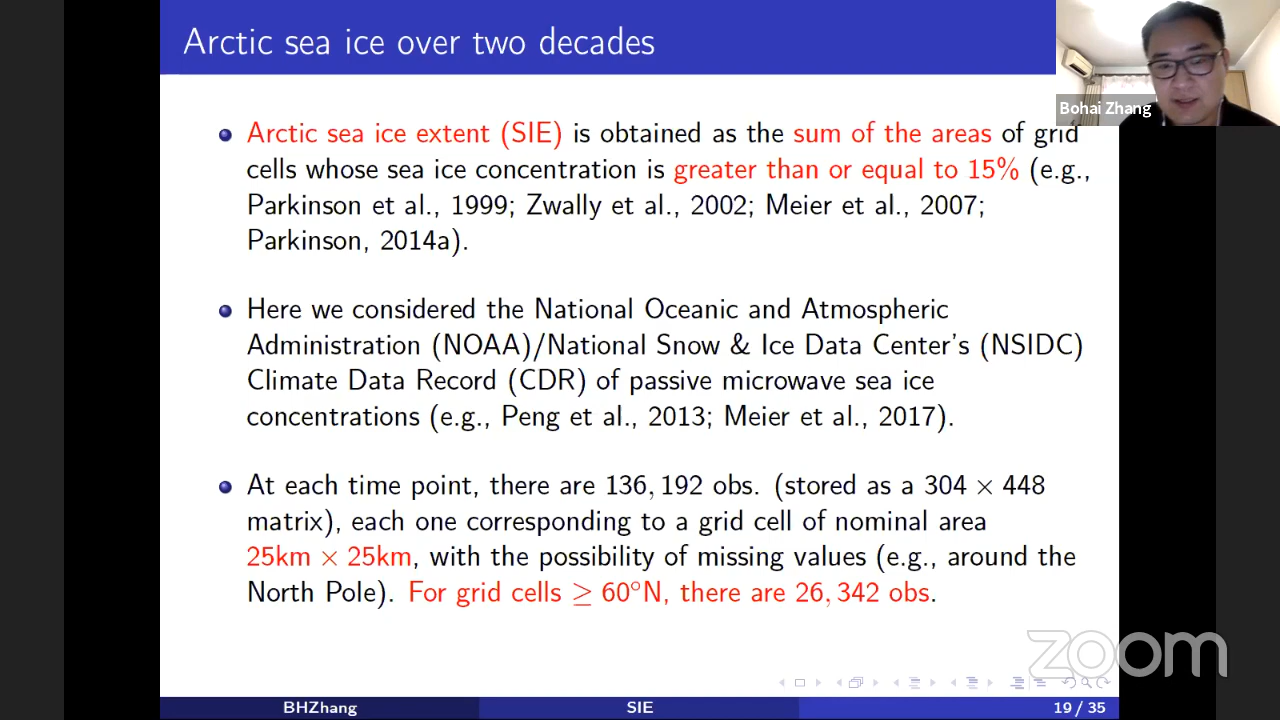 Arctic sea ice over two decades
Bohai Zhang
Arctic sea ice extent (SIE) is obtained as the sum of the areas of grid
cells whose sea ice concentration is greater than or equal to 15% (e.g.,
Parkinson et al., 1999; Zwally et al., 2002; Meier et al., 2007;
Parkinson, 2014a).
Here we considered the National Oceanic and Atmospheric
Administration (NOAA)/National Snow & Ice Data Center's (NSIDC)
Climate Data Record (CDR) of passive microwave sea ice
concentrations (e.g., Peng et al., 2013; Meier et al., 2017).
At each time point, there are 136,192 obs. (stored as a 304 × 448
matrix), each one corresponding to a grid cell of nominal area
25km × 25km, with the possibility of missing values (e.g., around the
North Pole). For grid cells ≥ 60°N, there are 26,342 obs.
zoom
BHZhang
SIE
19 / 35